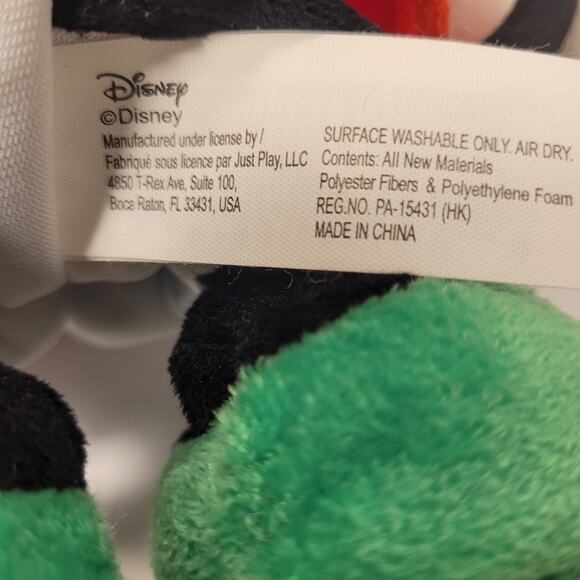 Disney
©Disney
Manufactured under license by /
Fabriqué sous licence par Just Play, LLC
4850 T-Rex Ave, Suite 100,
Boca Raton, FL 33431, USA
SURFACE WASHABLE ONLY. AIR DRY.
Contents: All New Materials
Polyester Fibers & Polyethylene Foam
REG.NO. PA-15431 (HK)
MADE IN CHINA